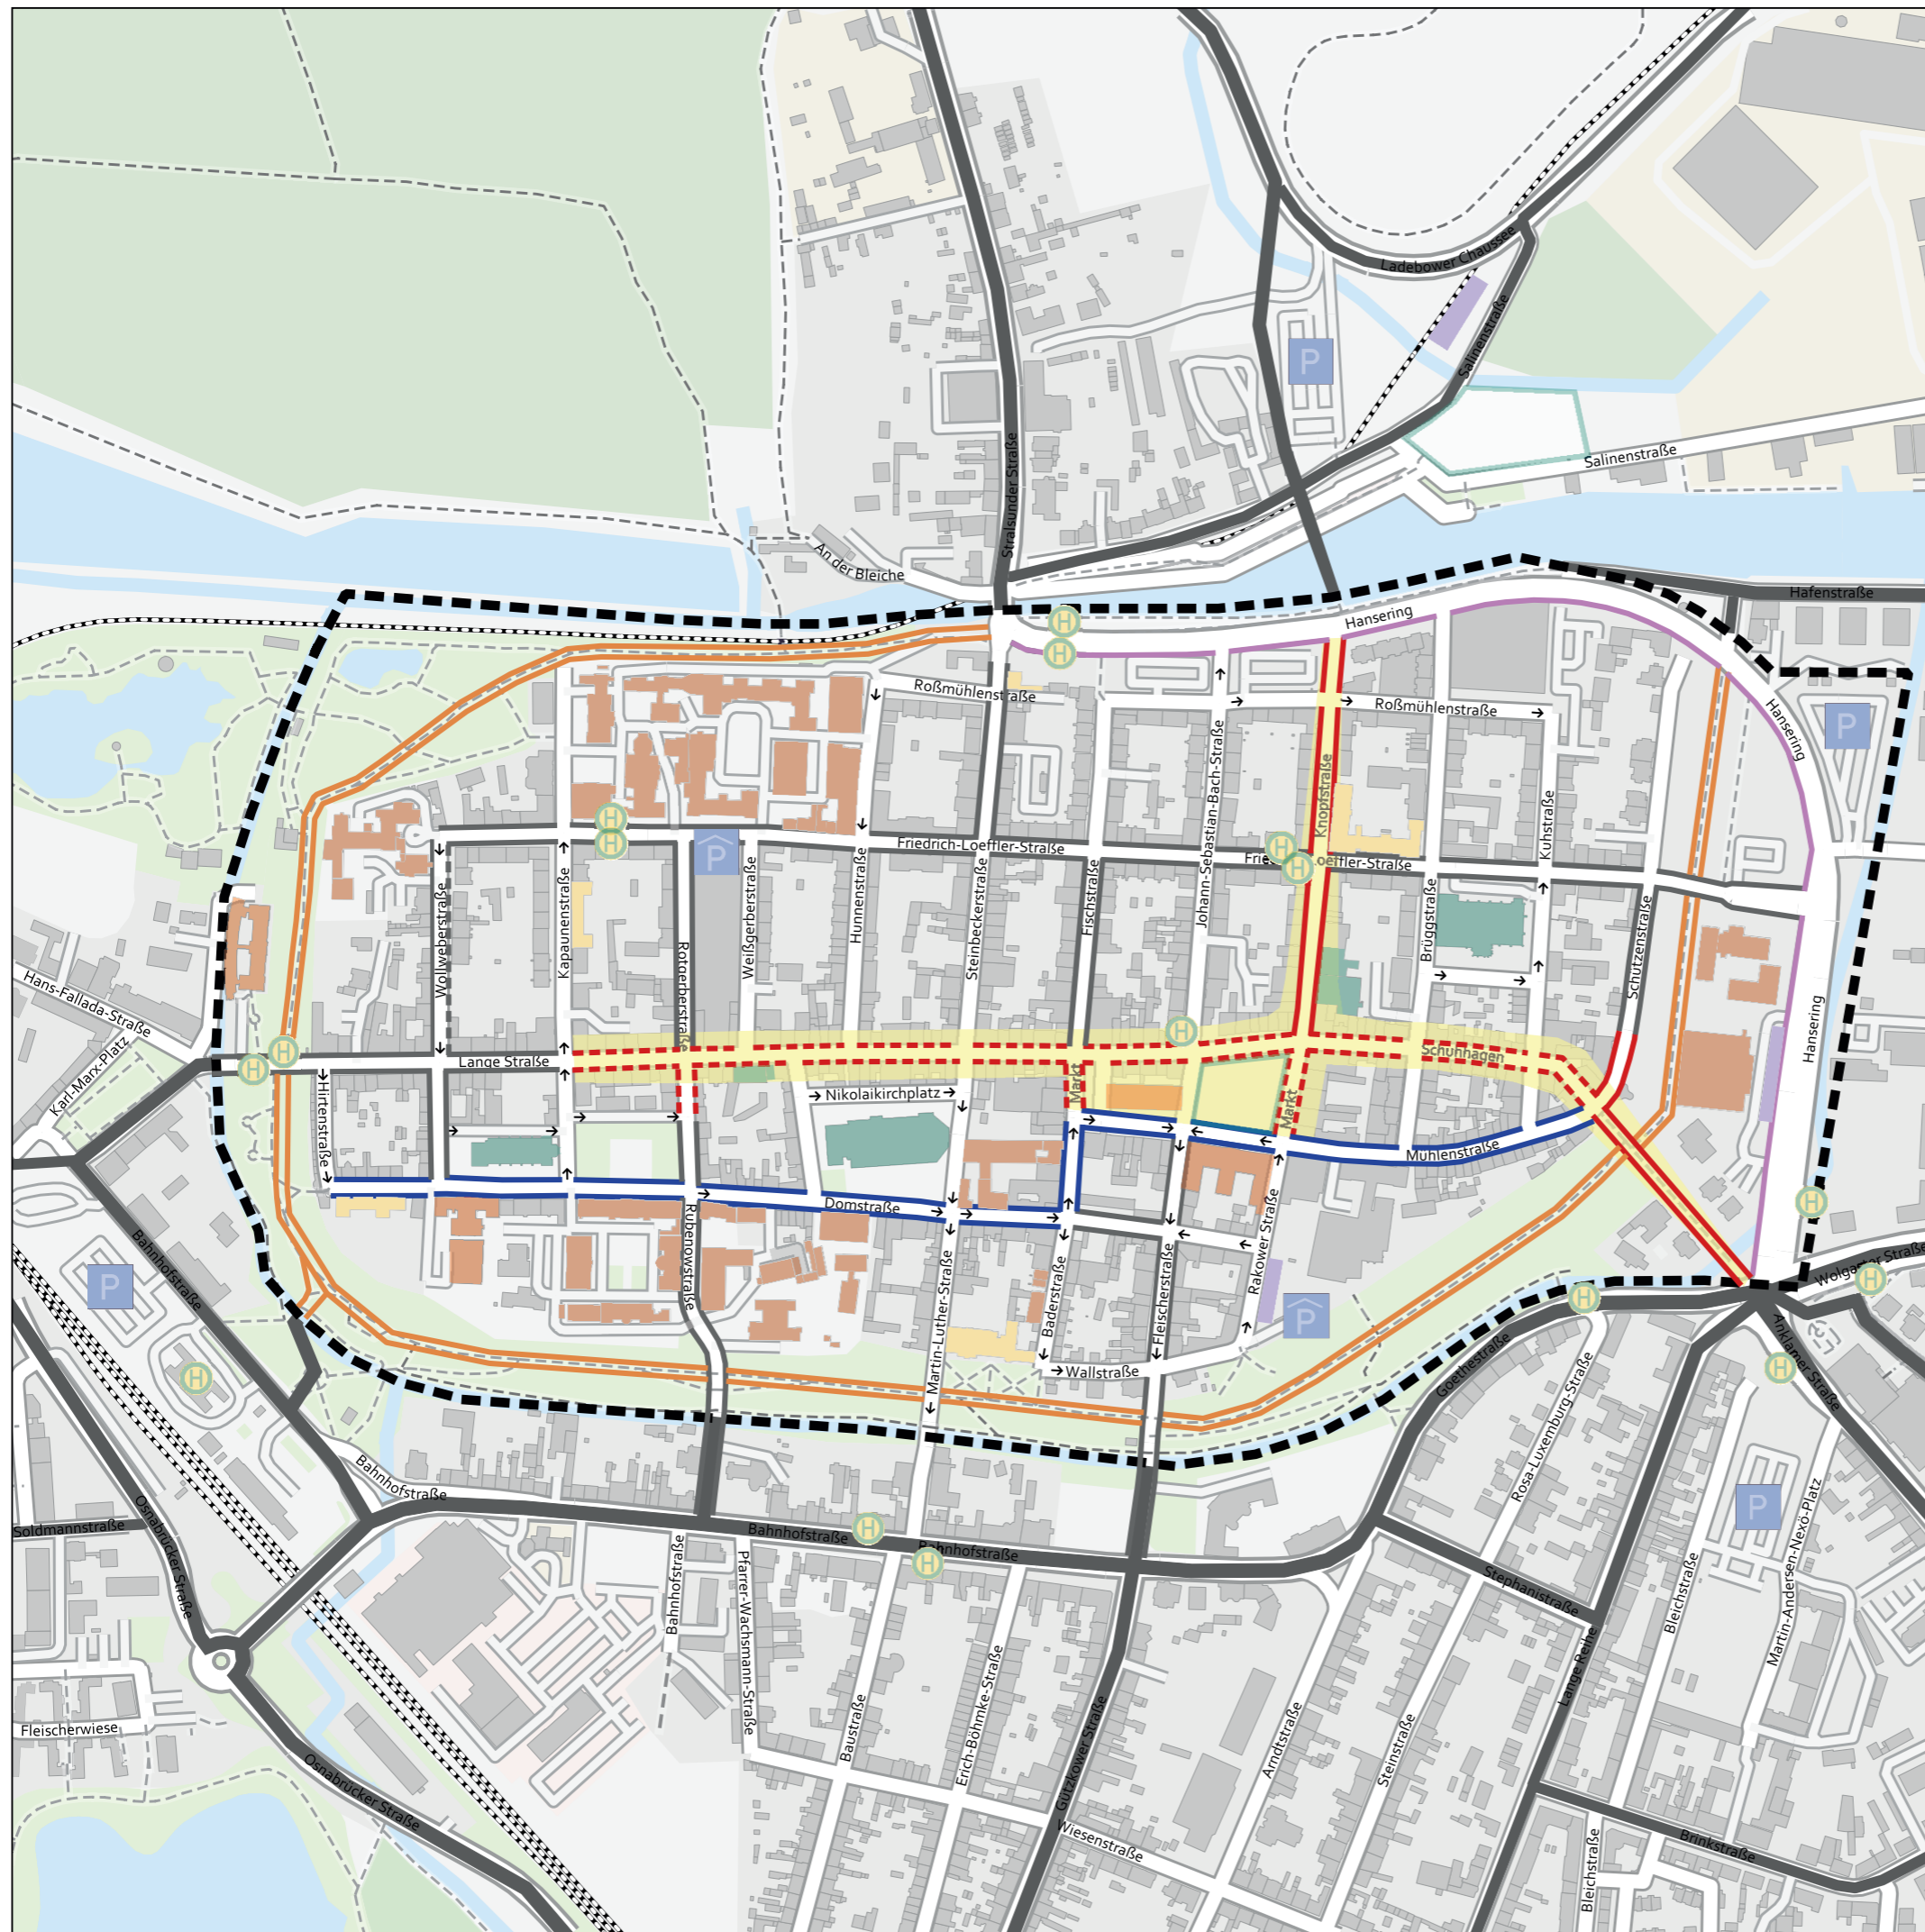 Ladebower Chaussee
Salinenstraße
P
Stralsunder Straße
Salinenstraße
An der Bleiche
Hafenstraße
H
Hansering
H
Roßmühlenstraße
Roßmühlenstraße
Hansering
P
Johann-Sebastian-Bach-Straße
Knopfstraße
Kuhstraße
H
H
P
Friedrich-Loeffler-Straße
H
H
Loeffler-Straße
Wollweberstraße
Kapaunenstraße
Rotgerberstraße
Weißgerberstraße
Hunnenstraße
Steinbeckerstraße
Fischstraße
Brüggstraße
Schützenstraße
Hans-Fallada-Straße
Karl-Marx-Platz
H
H
Lange Straße
H
Schuhhagen
Hansering
Markt
Markt
Nikolaikirchplatz
Hirtenstraße
Mühlenstraße
Domstraße
H
Rubenowstraße
Bahnhofstraße
P
Martin-Luther-Straße
Baderstraße
Fleischerstraße
Rakower Straße
P
Wallstraße
Wolgaster Straße
H
H
H
Anklamer Straße
Goethestraße
Rosa-Luxemburg-Straße
H
Bahnhofstraße
Osnabrücker Straße
Soldmannstraße
Bahnhofstraße
H
Bahnhofstraße
H
P
Bahnhofstraße
Pfarrer-Wachsmann-Straße
Stephanistraße
Bleichstraße
Martin-Andersen-Nexö-Platz
Lange Reihe
Baustraße
Erich-Böhmke-Straße
Gützkower Straße
Arndtstraße
Steinstraße
Fleischerwiese
Osnabrücker Straße
Wiesenstraße
Brinkstraße
Bleichstraße